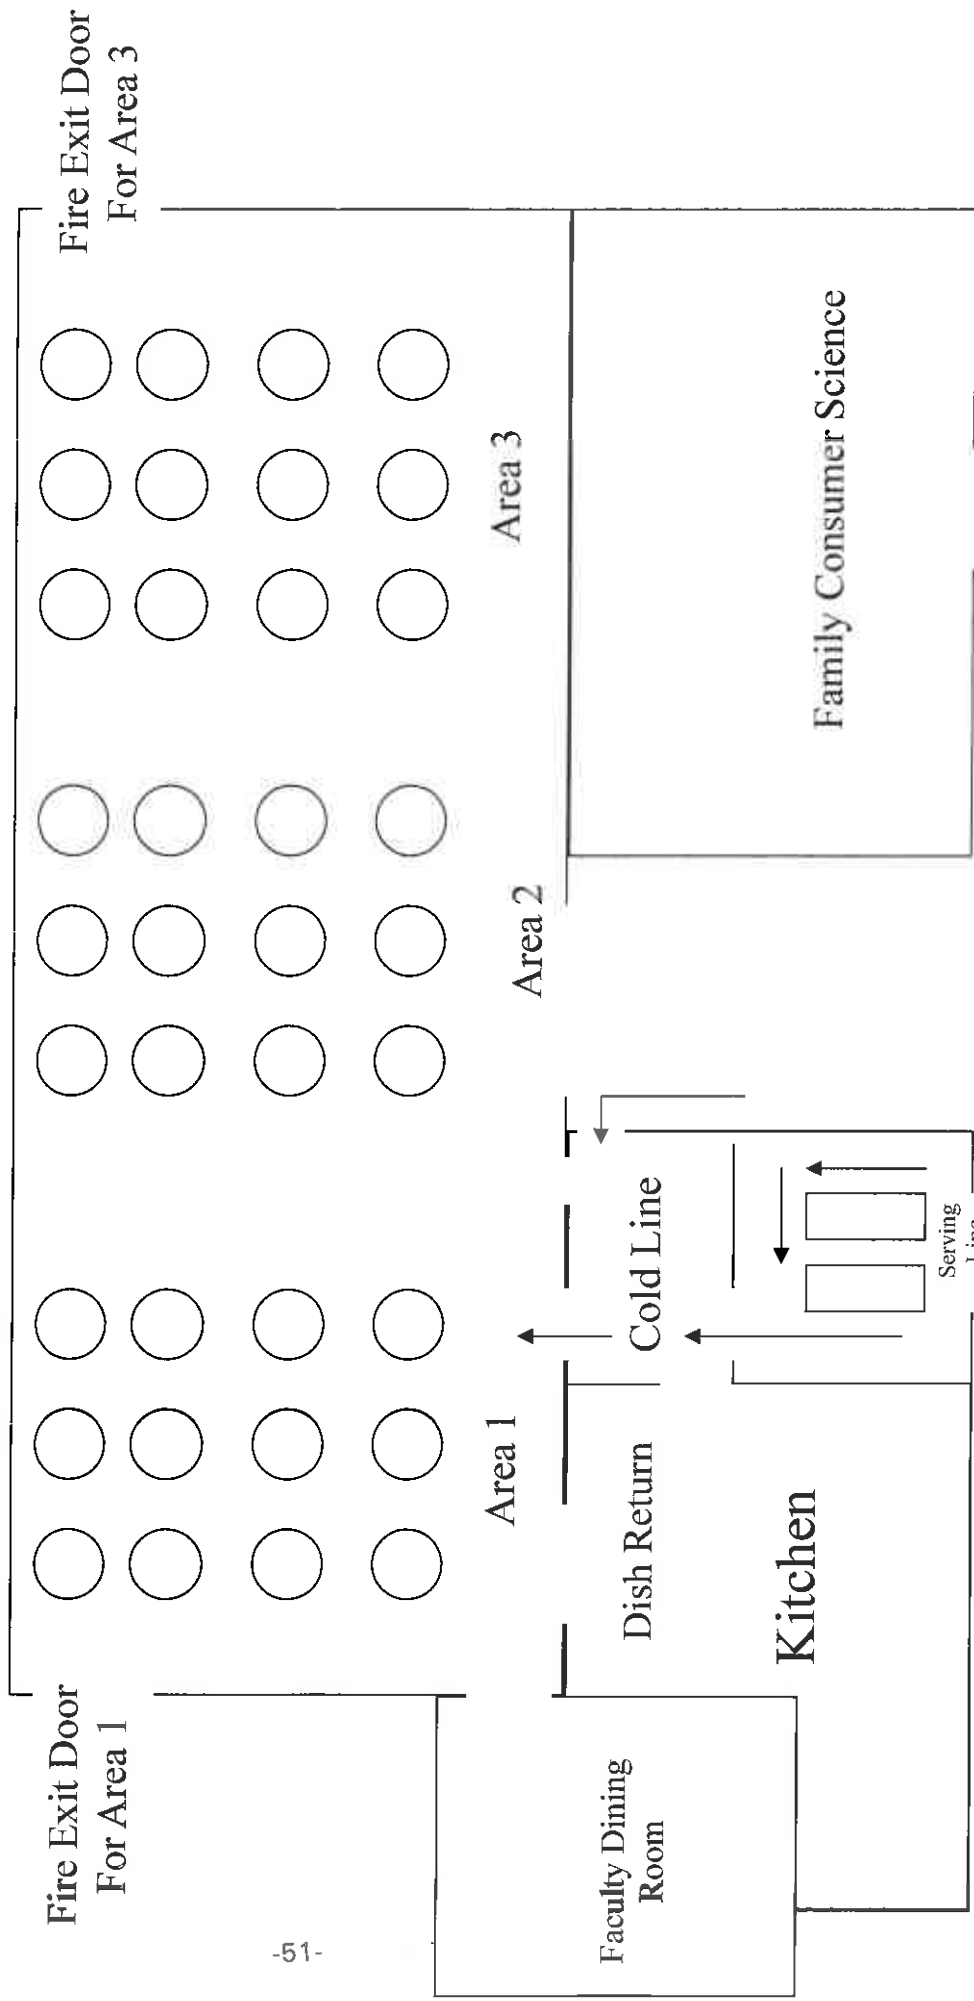 Fire Exit Door
For Area 1
Fire Exit Door
For Area 3
Area 1
Area 2
Area 3
Faculty Dining
Room
Dish Return
Kitchen
Cold Line
Serving
Family Consumer Science
-51-